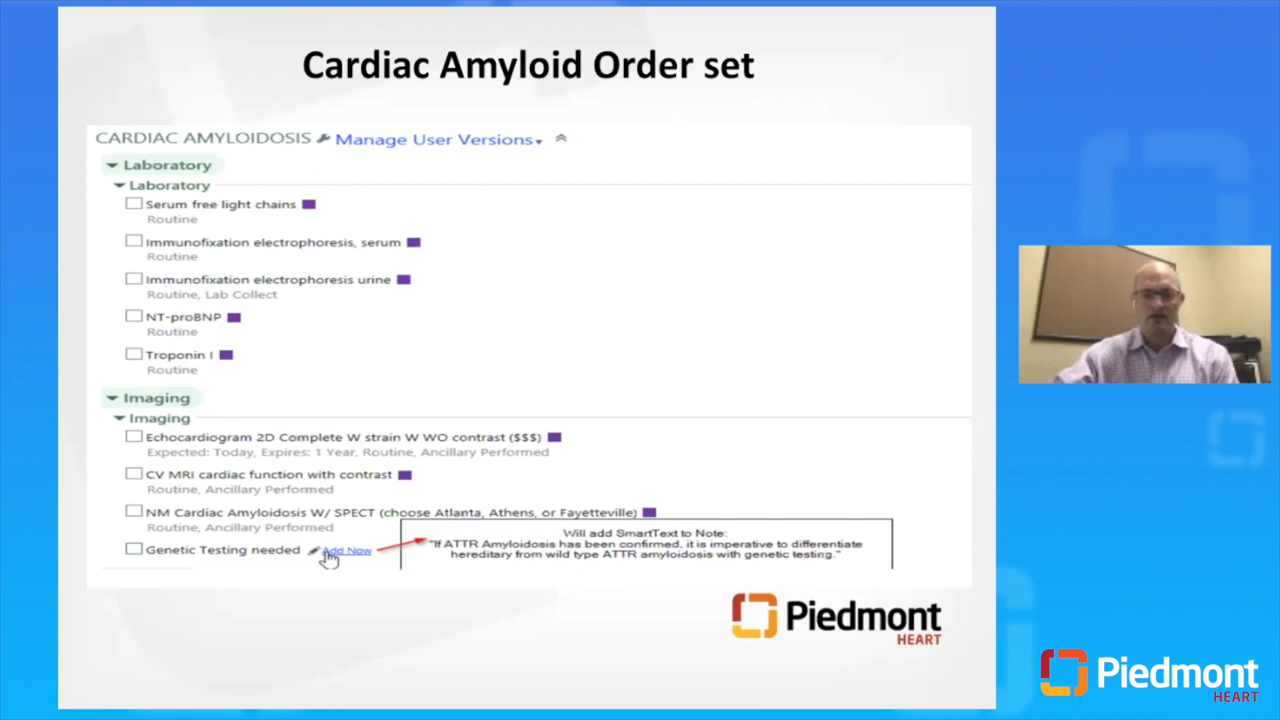 Cardiac Amyloid Order set
CARDIAC AMYLOIDOSIS Manage User Versions
Laboratory
Laboratory
Serum free light chains
Routine
Immunofixation electrophoresis, serum
Routine
Immunofixation electrophoresis urine
Routine, Lab Collect
NT-proBNP
Routine
Troponin I
Routine
Imaging
Imaging
Echocardiogram 2D Complete W strain W WO contrast ($$$)
Expected: Today, Expires: 1 Year, Routine, Ancillary Performed
CV MRI cardiac function with contrast
Routine, Ancillary Performed
NM Cardiac Amyloidosis W/ SPECT (choose Atlanta, Athens, or Fayetteville)
Routine, Ancillary Performed
Genetic Testing needed Add Now
Will add SmartText to Note:
"If ATTR Amyloidosis has been confirmed, it is imperative to differentiate
hereditary from wild type ATTR amyloidosis with genetic testing."
Piedmont
HEART
Piedmont
HEART